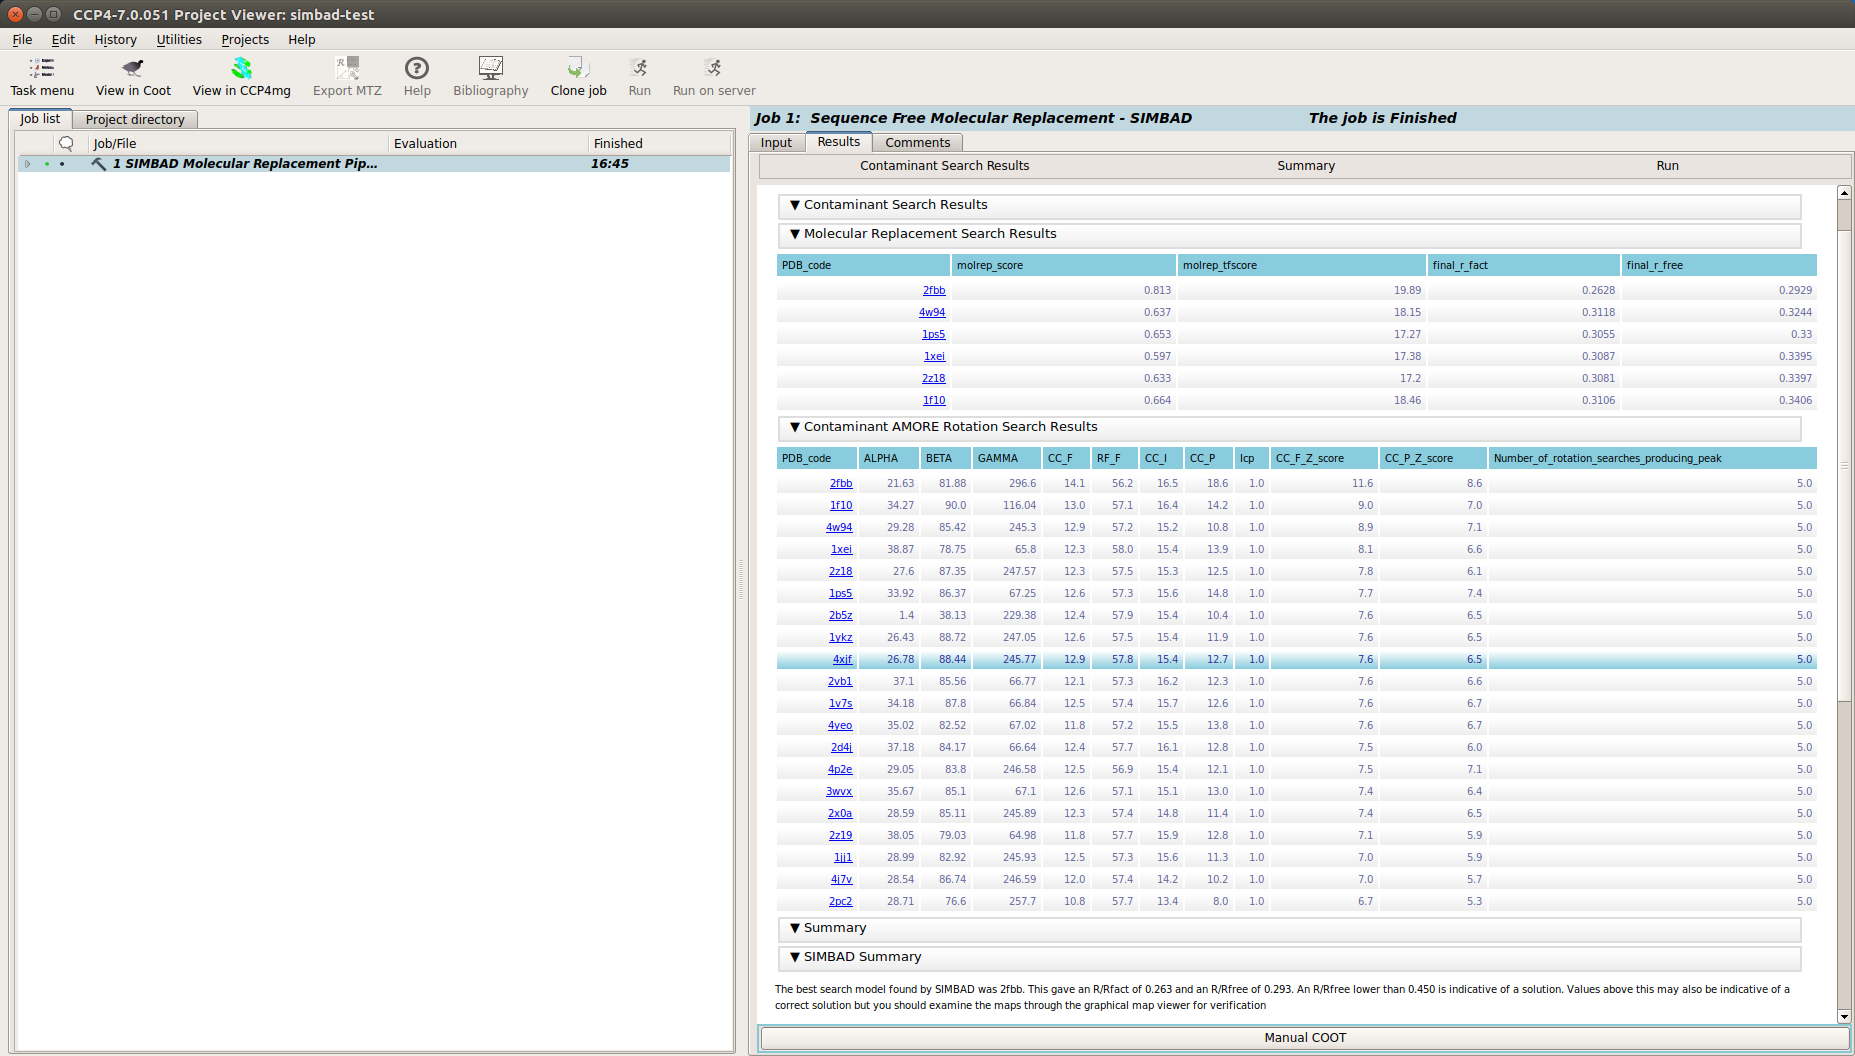 CCP4-7.0.051 Project Viewer: simbad-test
File Edit History Utilities Projects Help
Task menu View in Coot View in CCP4mg Export MTZ Help Bibliography Clone job Run Run on server
Job list Project directory
Job/File Evaluation Finished
1 SIMBAD Molecular Replacement Pip... 16:45
Job 1: Sequence Free Molecular Replacement - SIMBAD The job is Finished
Input Results Comments
Contaminant Search Results Summary Run
▼ Contaminant Search Results
▼ Molecular Replacement Search Results
PDB_code molrep_score molrep_tfscore final_r_fact final_r_free
2fbb 0.813 19.89 0.2628 0.2929
4w94 0.637 18.15 0.3118 0.3244
1ps5 0.653 17.27 0.3055 0.33
1xei 0.597 17.38 0.3087 0.3395
2z18 0.633 17.2 0.3081 0.3397
1f10 0.664 18.46 0.3106 0.3406
▼ Contaminant AMORE Rotation Search Results
PDB_code ALPHA BETA GAMMA CC_F RF_F CC_I CC_P Icp CC_F_Z_score CC_P_Z_score Number_of_rotation_searches_producing_peak
2fbb 21.63 81.88 296.6 14.1 56.2 16.5 18.6 1.0 11.6 8.6 5.0
1f10 34.27 90.0 116.04 13.0 57.1 16.4 14.2 1.0 9.0 7.0 5.0
4w94 29.28 85.42 245.3 12.9 57.2 15.2 10.8 1.0 8.9 7.1 5.0
1xei 38.87 78.75 65.8 12.3 58.0 15.4 13.9 1.0 8.1 6.6 5.0
2z18 27.6 87.35 247.57 12.3 57.5 15.3 12.5 1.0 7.8 6.1 5.0
1ps5 33.92 86.37 67.25 12.6 57.3 15.6 14.8 1.0 7.7 7.4 5.0
2b5z 1.4 38.13 229.38 12.4 57.9 15.4 10.4 1.0 7.6 6.5 5.0
1ykz 26.43 88.72 247.05 12.6 57.5 15.4 11.9 1.0 7.6 6.5 5.0
4xjf 26.78 88.44 245.77 12.9 57.8 15.4 12.7 1.0 7.6 6.5 5.0
2vb1 37.1 85.56 66.77 12.1 57.3 16.2 12.3 1.0 7.6 6.6 5.0
1v7s 34.18 87.8 66.84 12.5 57.4 15.7 12.6 1.0 7.6 6.7 5.0
4yeo 35.02 82.52 67.02 11.8 57.2 15.5 13.8 1.0 7.6 6.7 5.0
2d4j 37.18 84.17 66.64 12.4 57.7 16.1 12.8 1.0 7.5 6.0 5.0
4p2e 29.05 83.8 246.58 12.5 56.9 15.4 12.1 1.0 7.5 7.1 5.0
3wvx 35.67 85.1 67.1 12.6 57.1 15.1 13.0 1.0 7.4 6.4 5.0
2x0a 28.59 85.11 245.89 12.3 57.4 14.8 11.4 1.0 7.4 6.5 5.0
2z19 38.05 79.03 64.98 11.8 57.7 15.9 12.8 1.0 7.1 5.9 5.0
1jj1 28.99 82.92 245.93 12.5 57.3 15.6 11.3 1.0 7.0 5.9 5.0
4j7v 28.54 86.74 246.59 12.0 57.4 14.2 10.2 1.0 7.0 5.7 5.0
2pc2 28.71 76.6 257.7 10.8 57.7 13.4 8.0 1.0 6.7 5.3 5.0
▼ Summary
▼ SIMBAD Summary
The best search model found by SIMBAD was 2fbb. This gave an R/Rfact of 0.263 and an R/Rfree of 0.293. An R/Rfree lower than 0.450 is indicative of a solution. Values above this may also be indicative of a
correct solution but you should examine the maps through the graphical map viewer for verification
Manual COOT